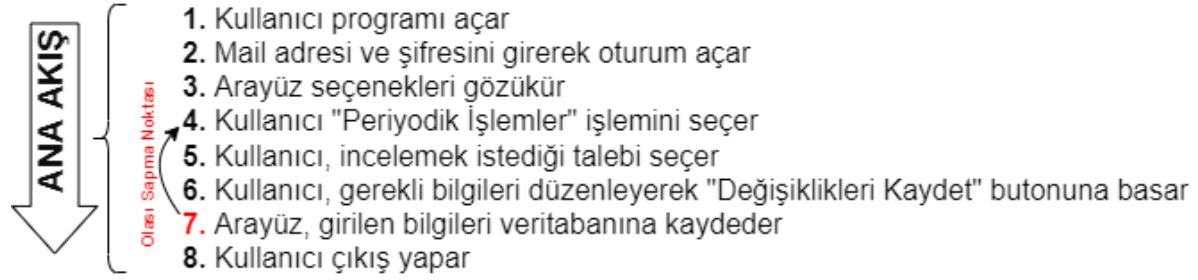 ANA AKIŞ
Olası Sapma Noktası
1. Kullanıcı programı açar
2. Mail adresi ve şifresini girerek oturum açar
3. Arayüz seçenekleri gözükür
4. Kullanıcı "Periyodik İşlemler" işlemini seçer
5. Kullanıcı, incelemek istediği talebi seçer
6. Kullanıcı, gerekli bilgileri düzenleyerek "Değişiklikleri Kaydet" butonuna basar
7. Arayüz, girilen bilgileri veritabanına kaydeder
8. Kullanıcı çıkış yapar